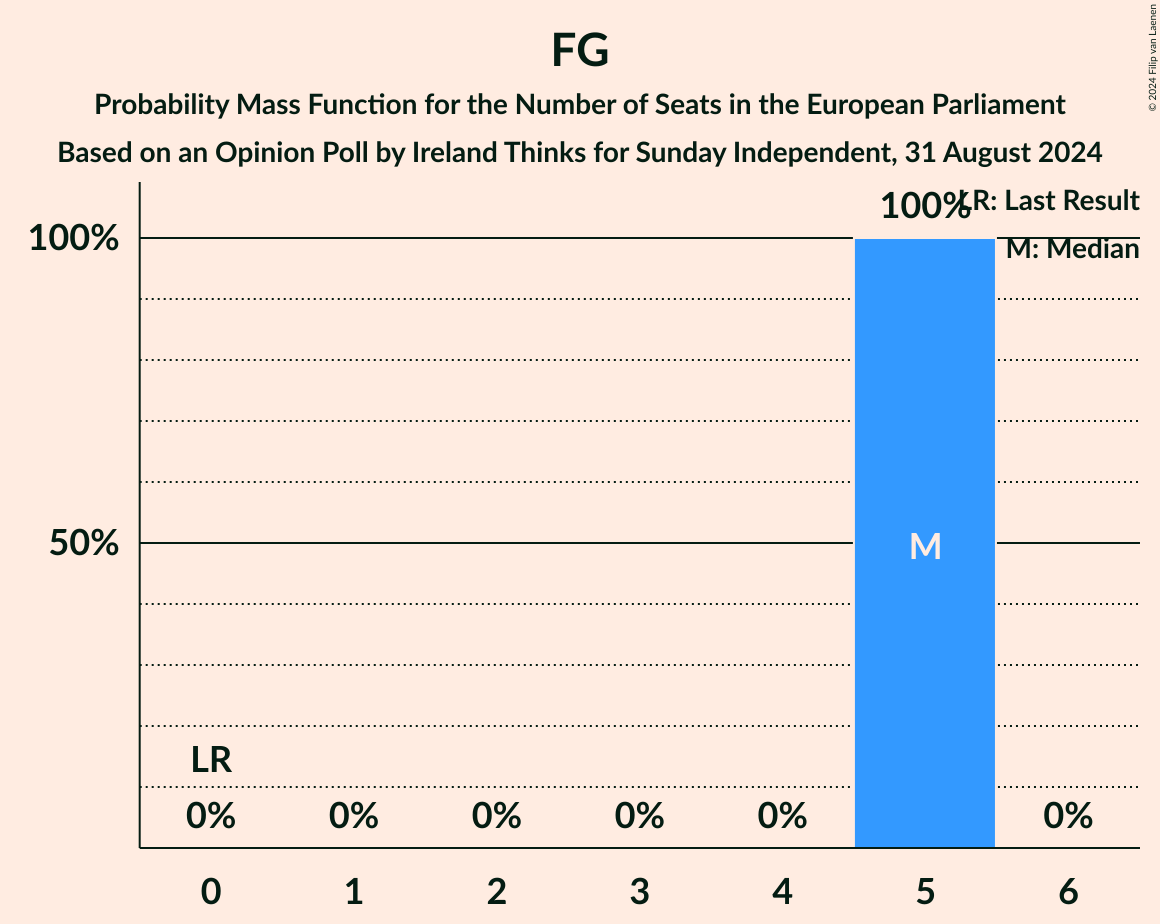 FG
Probability Mass Function for the Number of Seats in the European Parliament
Based on an Opinion Poll by Ireland Thinks for Sunday Independent, 31 August 2024
© 2024 Filip van Laenen
100%
LR: Last Result
100%
M: Median
50%
M
LR
0% 0% 0% 0% 0% 0%
0 1 2 3 4 5 6